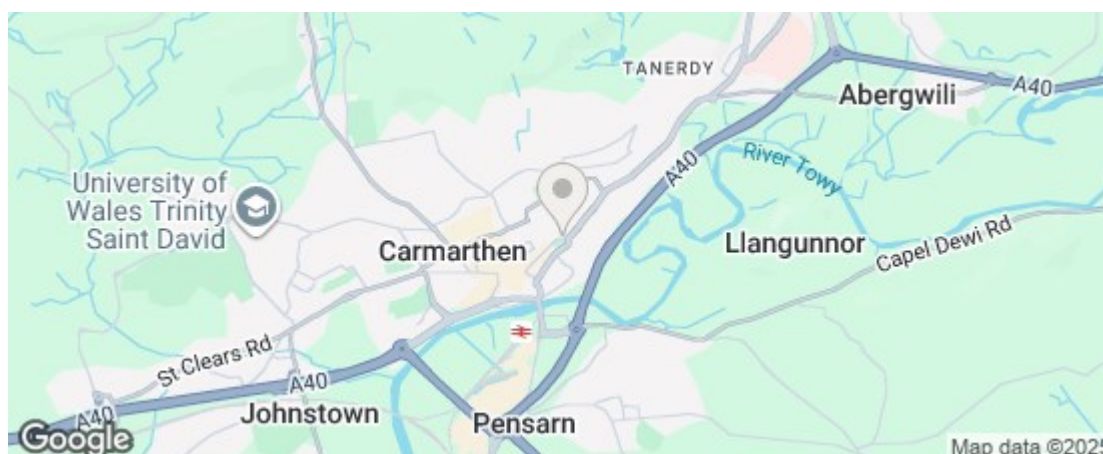 TANERDY
Abergwili
A40
A40
River Towy
University of
Wales Trinity
Saint David
Carmarthen
Llangunnor
Capel Dewi Rd
St Clears Rd
A40
A40
Johnstown
Pensarn
Google
Map data ©2025